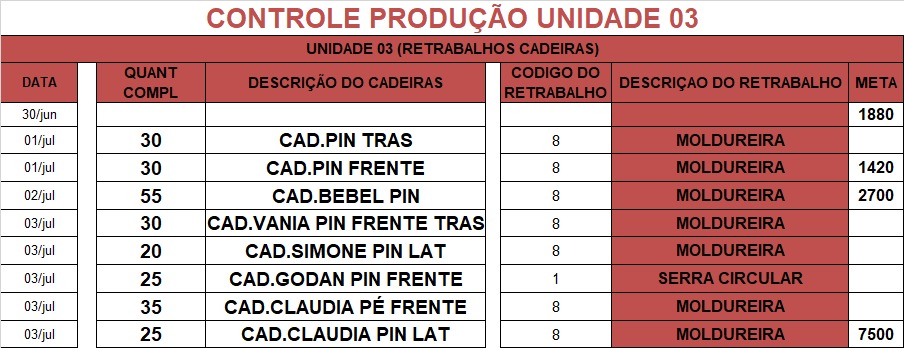 CONTROLE PRODUÇÃO UNIDADE 03
UNIDADE 03 (RETRABALHOS CADEIRAS)
DATA QUANT COMPL DESCRIÇÃO DO CADEIRAS CODIGO DO RETRABALHO DESCRIÇAO DO RETRABALHO META
30/jun 1880
01/jul 30 CAD.PIN TRAS 8 MOLDUREIRA
01/jul 30 CAD.PIN FRENTE 8 MOLDUREIRA 1420
02/jul 55 CAD.BEBEL PIN 8 MOLDUREIRA 2700
03/jul 30 CAD.VANIA PIN FRENTE TRAS 8 MOLDUREIRA
03/jul 20 CAD.SIMONE PIN LAT 8 MOLDUREIRA
03/jul 25 CAD.GODAN PIN FRENTE 1 SERRA CIRCULAR
03/jul 35 CAD.CLAUDIA PÉ FRENTE 8 MOLDUREIRA
03/jul 25 CAD.CLAUDIA PIN LAT 8 MOLDUREIRA 7500